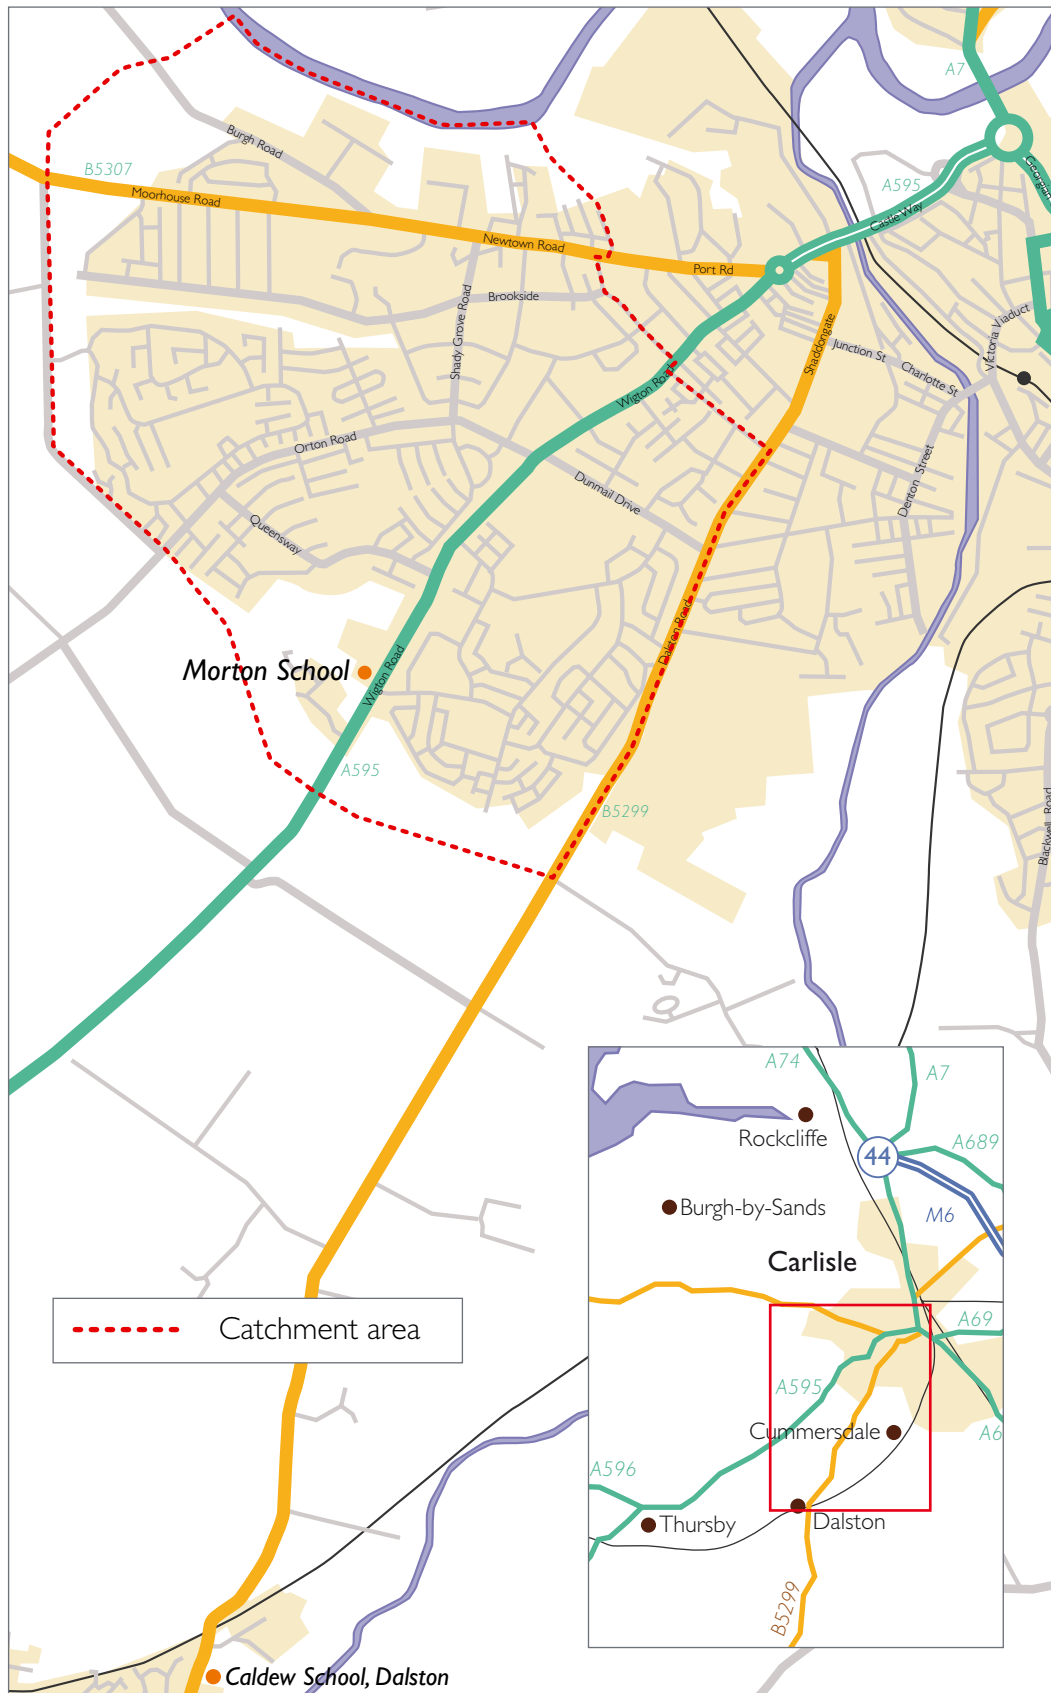 A7
Burgh Road
B5307
Moorhouse Road
A595
Georgian
Castle Way
Newtown Road
Port Rd
Brookside
Shady Grove Road
Victoria Viaduct
Shaddongate
Junction St
Charlotte St
Wigton Road
Orton Road
Denton Street
Dunmail Drive
Queensway
Dalston Road
Morton School
Wigton Road
A595
B5299
Blackwell Road
A74
A7
Rockcliffe
A689
44
Burgh-by-Sands
M6
Carlisle
A69
A595
Cummersdale
A6
A596
Thursby
Dalston
B5299
Catchment area
Caldew School, Dalston